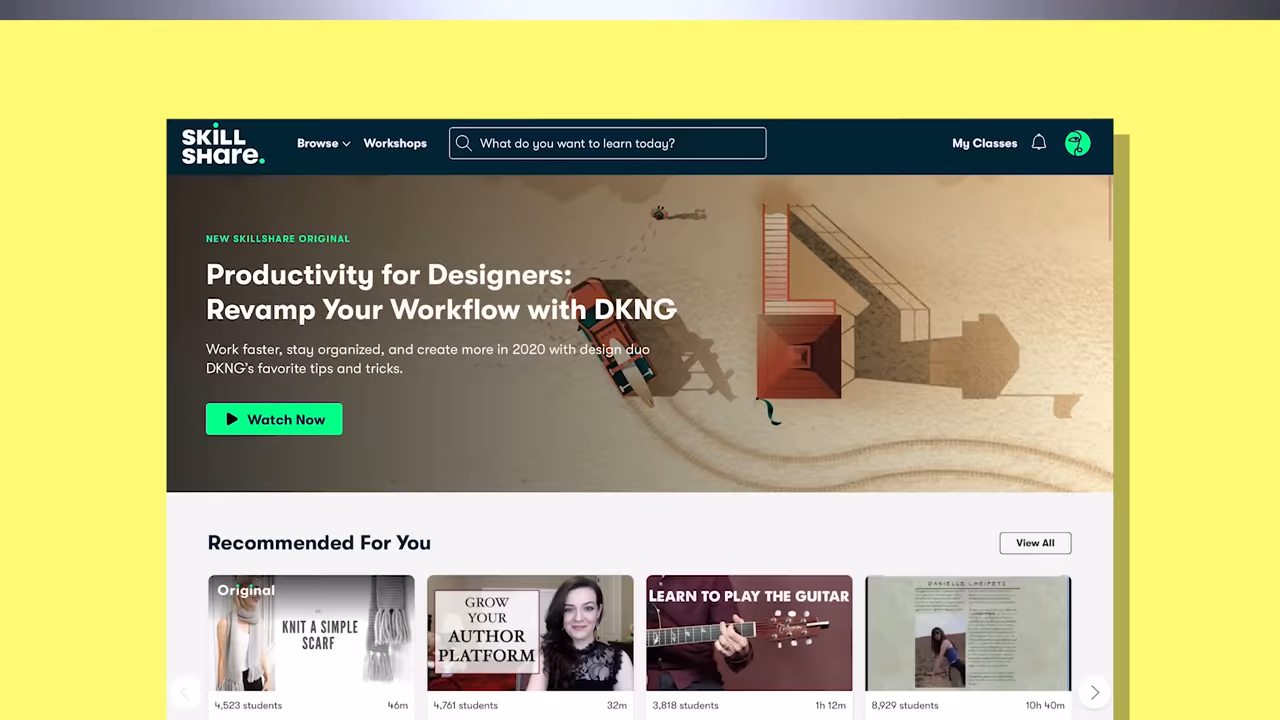 SKILL
SHare.
Browse
Workshops
What do you want to learn today?
My Classes
NEW SKILLSHARE ORIGINAL
Productivity for Designers:
Revamp Your Workflow with DKNG
Work faster, stay organized, and create more in 2020 with design duo
DKNG's favorite tips and tricks.
Watch Now
Recommended For You
View All
Original
KNIT A SIMPLE
SCARF
GROW
YOUR
AUTHOR
PLATFORM
LEARN TO PLAY THE GUITAR
4,523 students
46m
4,761 students
32m
3,818 students
1h 12m
8,929 students
10h 40m